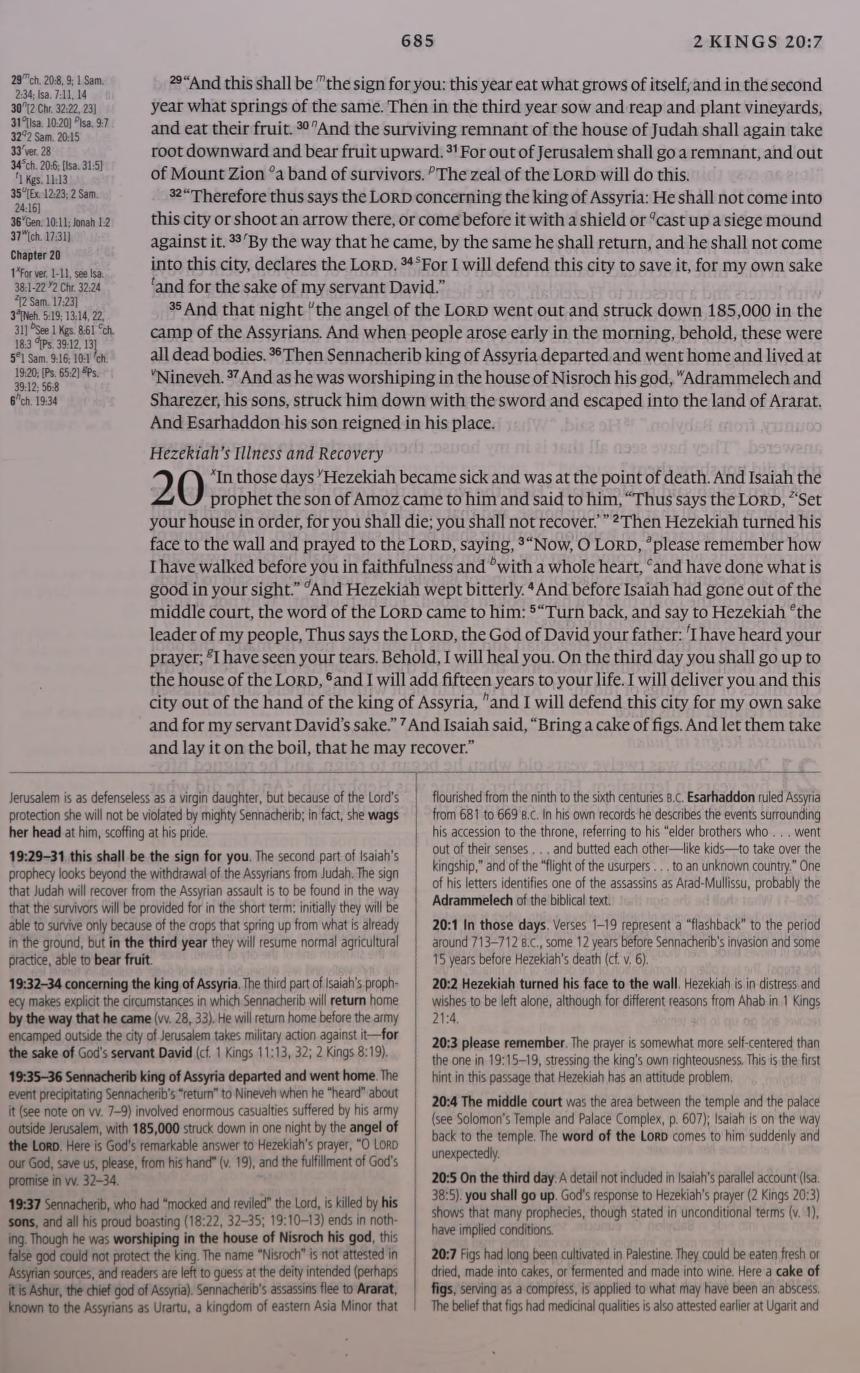 685
2 KINGS 20:7
29 m ch. 20:8, 9; 1 Sam.
2:34; Isa. 7:11, 14
30 n [2 Chr. 32:22, 23]
31 o [Isa. 10:20] p Isa. 9:7
32 q 2 Sam. 20:15
33 r ver. 28
34 s ch. 20:6; [Isa. 31:5]
t 1 Kgs. 11:13
35 u [Ex. 12:23; 2 Sam.
24:16]
36 v Gen. 10:11; Jonah 1:2
37 w [ch. 17:31]
Chapter 20
1 x For ver. 1-11, see Isa.
38:1-22 y 2 Chr. 32:24
z [2 Sam. 17:23]
3 a [Neh. 5:19; 13:14, 22,
31] b See 1 Kgs. 8:61 c ch.
18:3 d [Ps. 39:12, 13]
5 e 1 Sam. 9:16; 10:1 f ch.
19:20; [Ps. 65:2] g Ps.
39:12; 56:8
6 h ch. 19:34
29 “And this shall be m the sign for you: this year eat what grows of itself, and in the second
year what springs of the same. Then in the third year sow and reap and plant vineyards,
and eat their fruit. 30 n And the surviving remnant of the house of Judah shall again take
root downward and bear fruit upward. 31 For out of Jerusalem shall go a remnant, and out
of Mount Zion o a band of survivors. p The zeal of the LORD will do this.
32 “Therefore thus says the LORD concerning the king of Assyria: He shall not come into
this city or shoot an arrow there, or come before it with a shield or q cast up a siege mound
against it. 33 r By the way that he came, by the same he shall return, and he shall not come
into this city, declares the LORD. 34 s For I will defend this city to save it, for my own sake
t and for the sake of my servant David.”
35 And that night u the angel of the LORD went out and struck down 185,000 in the
camp of the Assyrians. And when people arose early in the morning, behold, these were
all dead bodies. 36 Then Sennacherib king of Assyria departed and went home and lived at
v Nineveh. 37 And as he was worshiping in the house of Nisroch his god, w Adrammelech and
Sharezer, his sons, struck him down with the sword and escaped into the land of Ararat.
And Esarhaddon his son reigned in his place.
Hezekiah's Illness and Recovery
20 x In those days y Hezekiah became sick and was at the point of death. And Isaiah the
prophet the son of Amoz came to him and said to him, “Thus says the LORD, z ‘Set
your house in order, for you shall die; you shall not recover.’” 2 Then Hezekiah turned his
face to the wall and prayed to the LORD, saying, 3 “Now, O LORD, a please remember how
I have walked before you in faithfulness and b with a whole heart, c and have done what is
good in your sight.” d And Hezekiah wept bitterly. 4 And before Isaiah had gone out of the
middle court, the word of the LORD came to him: 5 “Turn back, and say to Hezekiah e the
leader of my people, Thus says the LORD, the God of David your father: f I have heard your
prayer; g I have seen your tears. Behold, I will heal you. On the third day you shall go up to
the house of the LORD, 6 and I will add fifteen years to your life. I will deliver you and this
city out of the hand of the king of Assyria, h and I will defend this city for my own sake
and for my servant David's sake.” 7 And Isaiah said, “Bring a cake of figs. And let them take
and lay it on the boil, that he may recover.”
Jerusalem is as defenseless as a virgin daughter, but because of the Lord's
protection she will not be violated by mighty Sennacherib; in fact, she wags
her head at him, scoffing at his pride.
19:29–31 this shall be the sign for you. The second part of Isaiah's
prophecy looks beyond the withdrawal of the Assyrians from Judah. The sign
that Judah will recover from the Assyrian assault is to be found in the way
that the survivors will be provided for in the short term: initially they will be
able to survive only because of the crops that spring up from what is already
in the ground, but in the third year they will resume normal agricultural
practice, able to bear fruit.
19:32–34 concerning the king of Assyria. The third part of Isaiah's proph-
ecy makes explicit the circumstances in which Sennacherib will return home
by the way that he came (vv. 28, 33). He will return home before the army
encamped outside the city of Jerusalem takes military action against it—for
the sake of God's servant David (cf. 1 Kings 11:13, 32; 2 Kings 8:19).
19:35–36 Sennacherib king of Assyria departed and went home. The
event precipitating Sennacherib's “return” to Nineveh when he “heard” about
it (see note on vv. 7–9) involved enormous casualties suffered by his army
outside Jerusalem, with 185,000 struck down in one night by the angel of
the LORD. Here is God's remarkable answer to Hezekiah's prayer, “O LORD
our God, save us, please, from his hand” (v. 19), and the fulfillment of God's
promise in vv. 32–34.
19:37 Sennacherib, who had “mocked and reviled” the Lord, is killed by his
sons, and all his proud boasting (18:22, 32–35; 19:10–13) ends in noth-
ing. Though he was worshiping in the house of Nisroch his god, this
false god could not protect the king. The name “Nisroch” is not attested in
Assyrian sources, and readers are left to guess at the deity intended (perhaps
it is Ashur, the chief god of Assyria). Sennacherib's assassins flee to Ararat,
known to the Assyrians as Urartu, a kingdom of eastern Asia Minor that
flourished from the ninth to the sixth centuries B.C. Esarhaddon ruled Assyria
from 681 to 669 B.C. In his own records he describes the events surrounding
his accession to the throne, referring to his “elder brothers who . . . went
out of their senses . . . and butted each other—like kids—to take over the
kingship,” and of the “flight of the usurpers . . . to an unknown country.” One
of his letters identifies one of the assassins as Arad-Mullissu, probably the
Adrammelech of the biblical text.
20:1 In those days. Verses 1–19 represent a “flashback” to the period
around 713–712 B.C., some 12 years before Sennacherib's invasion and some
15 years before Hezekiah's death (cf. v. 6).
20:2 Hezekiah turned his face to the wall. Hezekiah is in distress and
wishes to be left alone, although for different reasons from Ahab in 1 Kings
21:4.
20:3 please remember. The prayer is somewhat more self-centered than
the one in 19:15–19, stressing the king's own righteousness. This is the first
hint in this passage that Hezekiah has an attitude problem.
20:4 The middle court was the area between the temple and the palace
(see Solomon's Temple and Palace Complex, p. 607); Isaiah is on the way
back to the temple. The word of the LORD comes to him suddenly and
unexpectedly.
20:5 On the third day. A detail not included in Isaiah's parallel account (Isa.
38:5). you shall go up. God's response to Hezekiah's prayer (2 Kings 20:3)
shows that many prophecies, though stated in unconditional terms (v. 1),
have implied conditions.
20:7 Figs had long been cultivated in Palestine. They could be eaten fresh or
dried, made into cakes, or fermented and made into wine. Here a cake of
figs, serving as a compress, is applied to what may have been an abscess.
The belief that figs had medicinal qualities is also attested earlier at Ugarit and